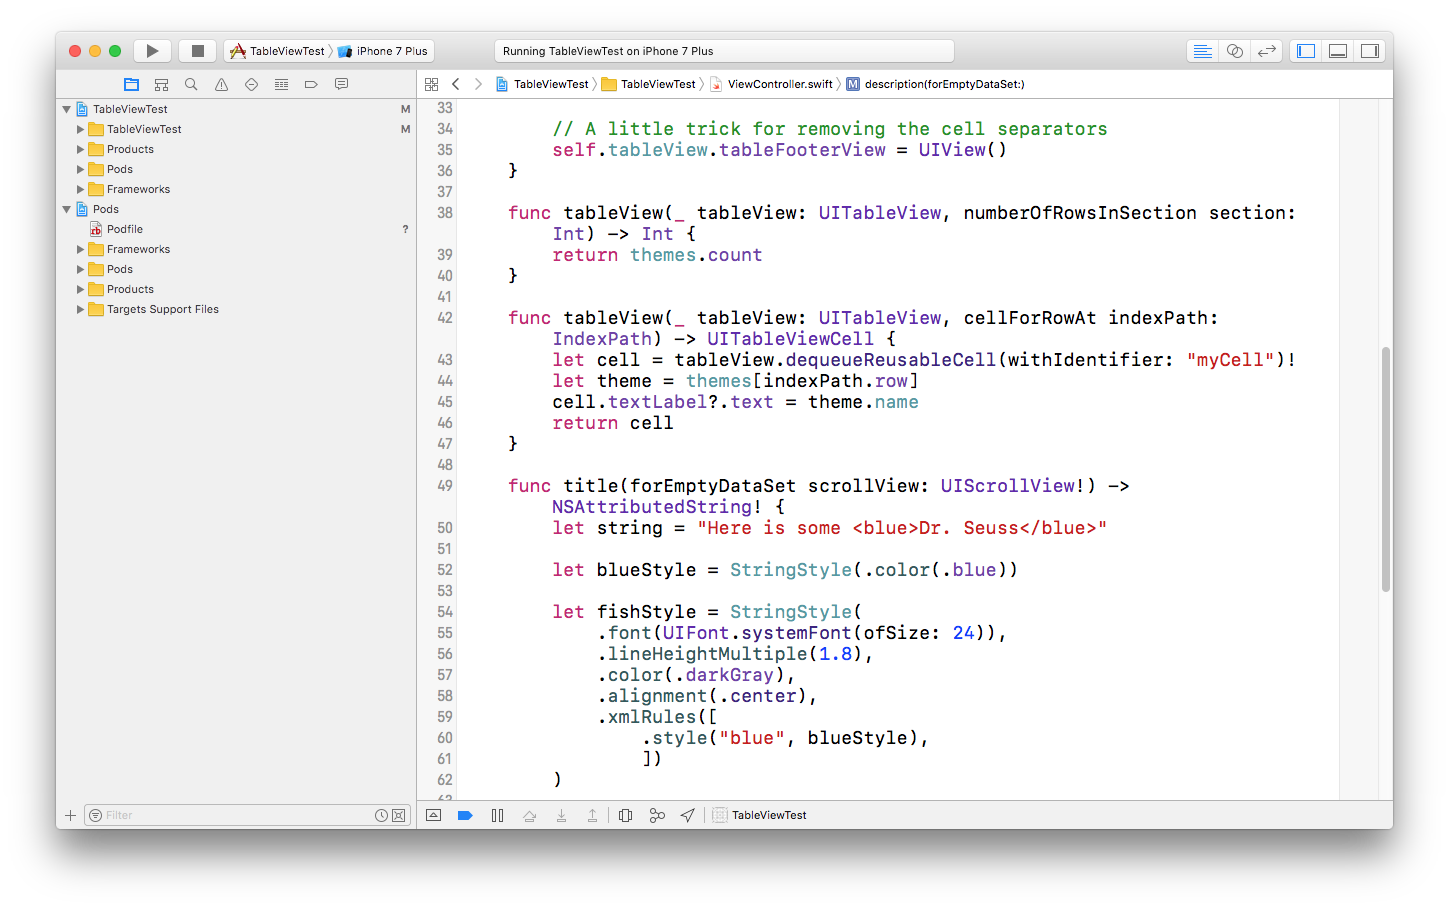 TableViewTest
iPhone 7 Plus
Running TableViewTest on iPhone 7 Plus
TableViewTest
TableViewTest
ViewController.swift
M
description(forEmptyDataSet:)
TableViewTest M
TableViewTest M
Products
Pods
Frameworks
Pods
rb Podfile ?
Frameworks
Pods
Products
Targets Support Files
33
34 // A little trick for removing the cell separators
35 self.tableView.tableFooterView = UIView()
36 }
37
38 func tableView(_ tableView: UITableView, numberOfRowsInSection section:
Int) -> Int {
39 return themes.count
40 }
41
42 func tableView(_ tableView: UITableView, cellForRowAt indexPath:
IndexPath) -> UITableViewCell {
43 let cell = tableView.dequeueReusableCell(withIdentifier: "myCell")!
44 let theme = themes[indexPath.row]
45 cell.textLabel?.text = theme.name
46 return cell
47 }
48
49 func title(forEmptyDataSet scrollView: UIScrollView!) ->
NSAttributedString! {
50 let string = "Here is some <blue>Dr. Seuss</blue>"
51
52 let blueStyle = StringStyle(.color(.blue))
53
54 let fishStyle = StringStyle(
55 .font(UIFont.systemFont(ofSize: 24)),
56 .lineHeightMultiple(1.8),
57 .color(.darkGray),
58 .alignment(.center),
59 .xmlRules([
60 .style("blue", blueStyle),
61 ])
62 )
Filter
TableViewTest